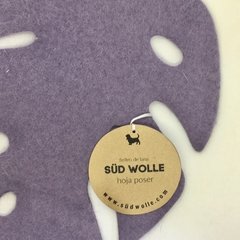 fieltro de lana
SÜD WOLLE
hoja poser
www.südwolle.com